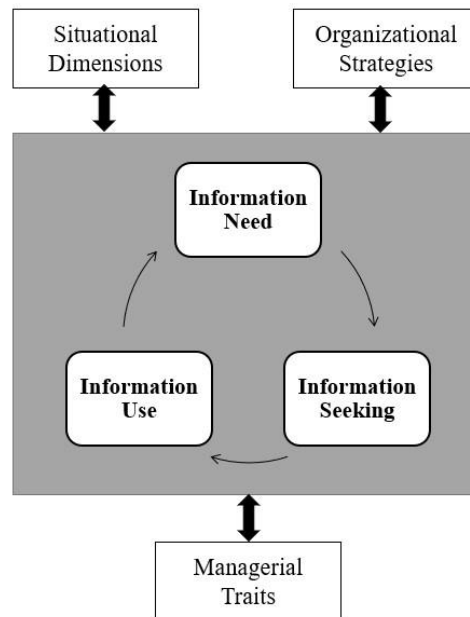 Situational
Dimensions
Organizational
Strategies
Information
Need
Information
Use
Information
Seeking
Managerial
Traits